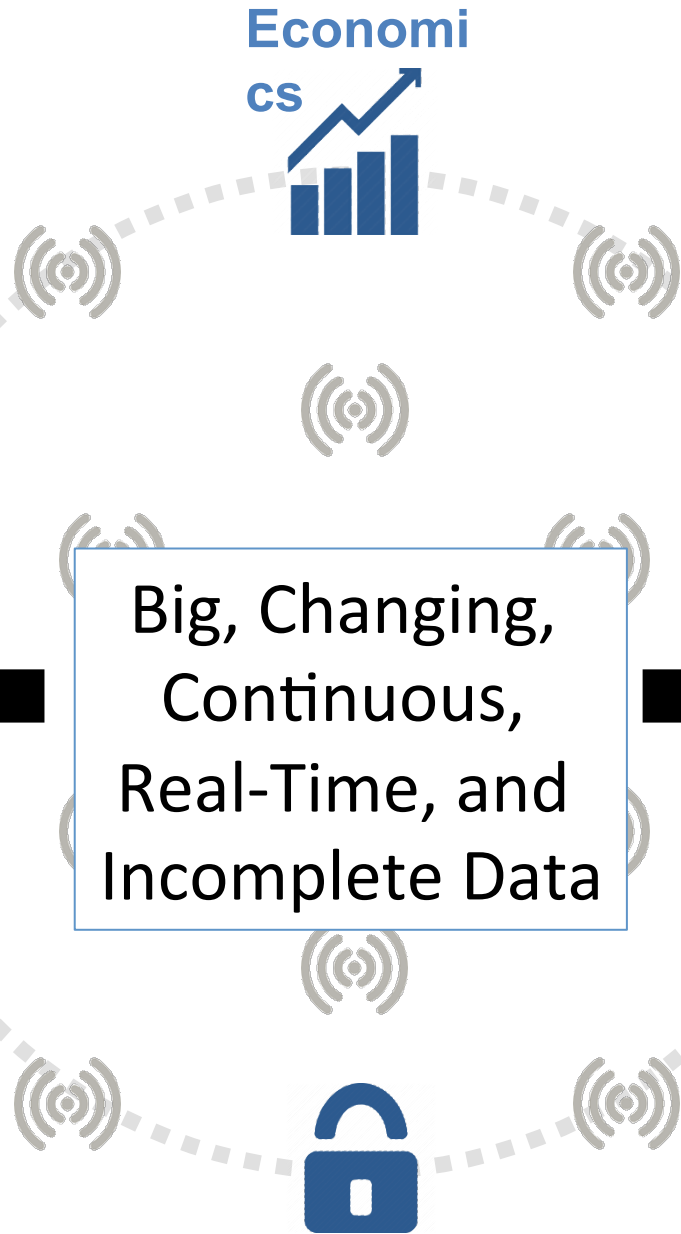 Economi
cs
Big, Changing,
Continuous,
Real-Time, and
Incomplete Data